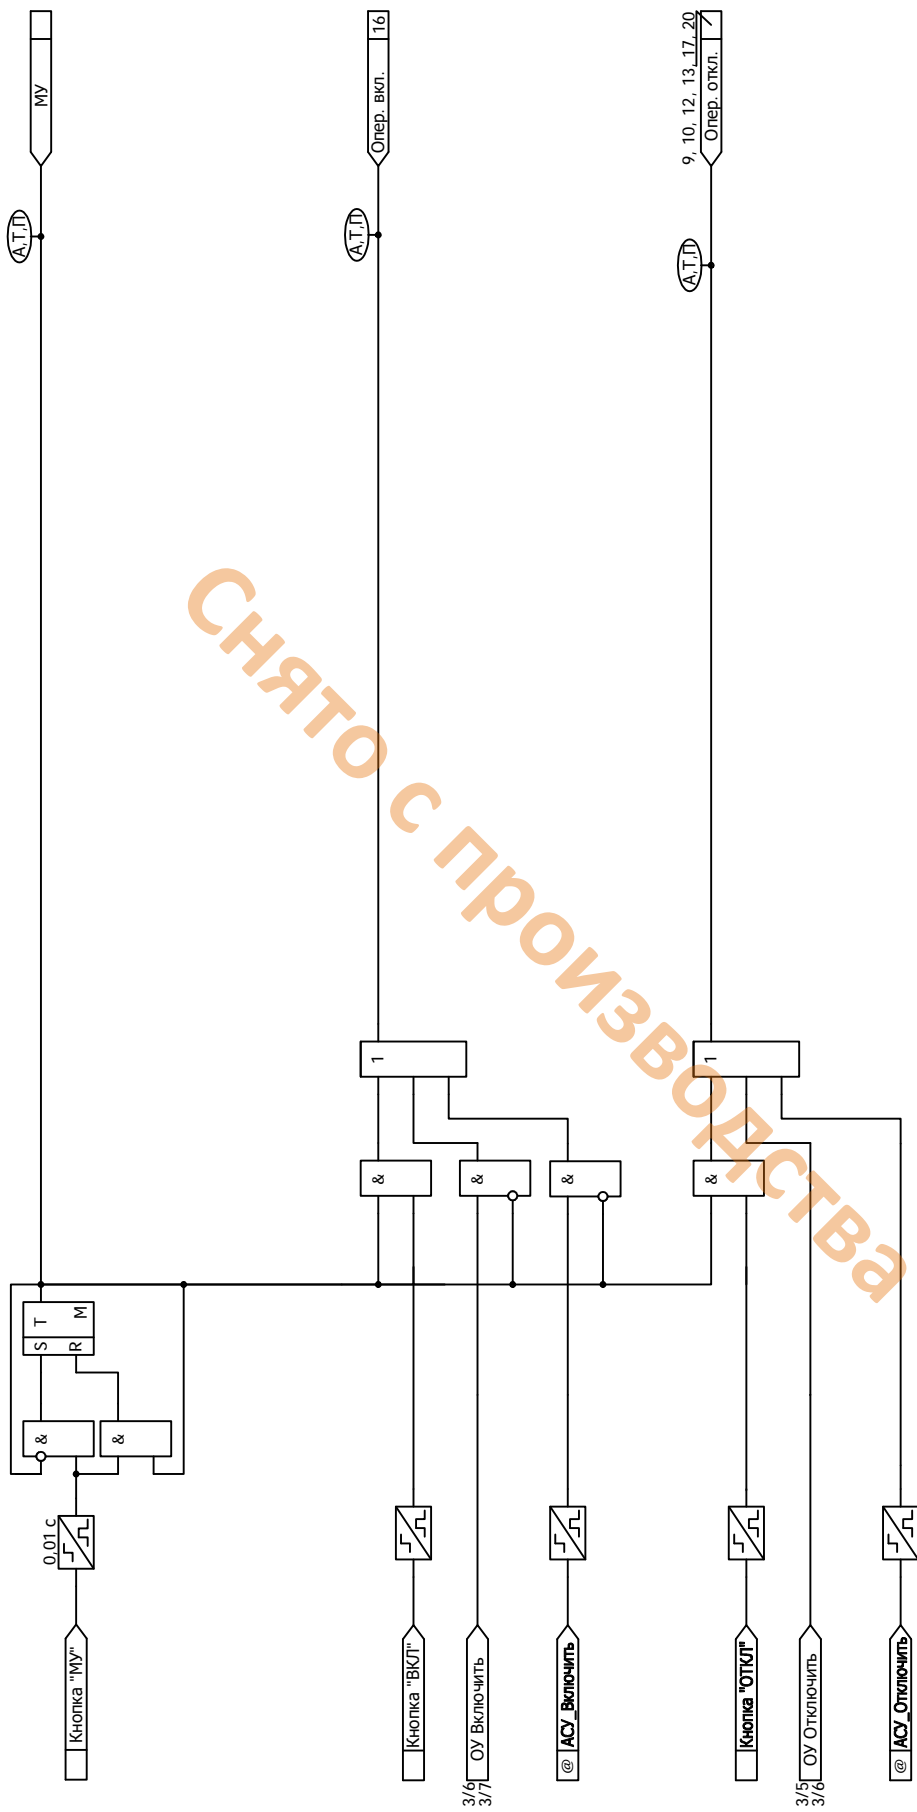 МУ
А,Т,П
0,01 с
Кнопка "МУ"
&
&
S T
R M
Опер. вкл. 16
А,Т,П
1
&
&
&
Кнопка "ВКЛ"
3/6
3/7
ОУ Включить
@ АСУ_Включить
9, 10, 12, 13, 17, 20
Опер. откл.
А,Т,П
1
&
Кнопка "ОТКЛ"
3/5
3/6
ОУ Отключить
@ АСУ_Отключить
Снято с производства